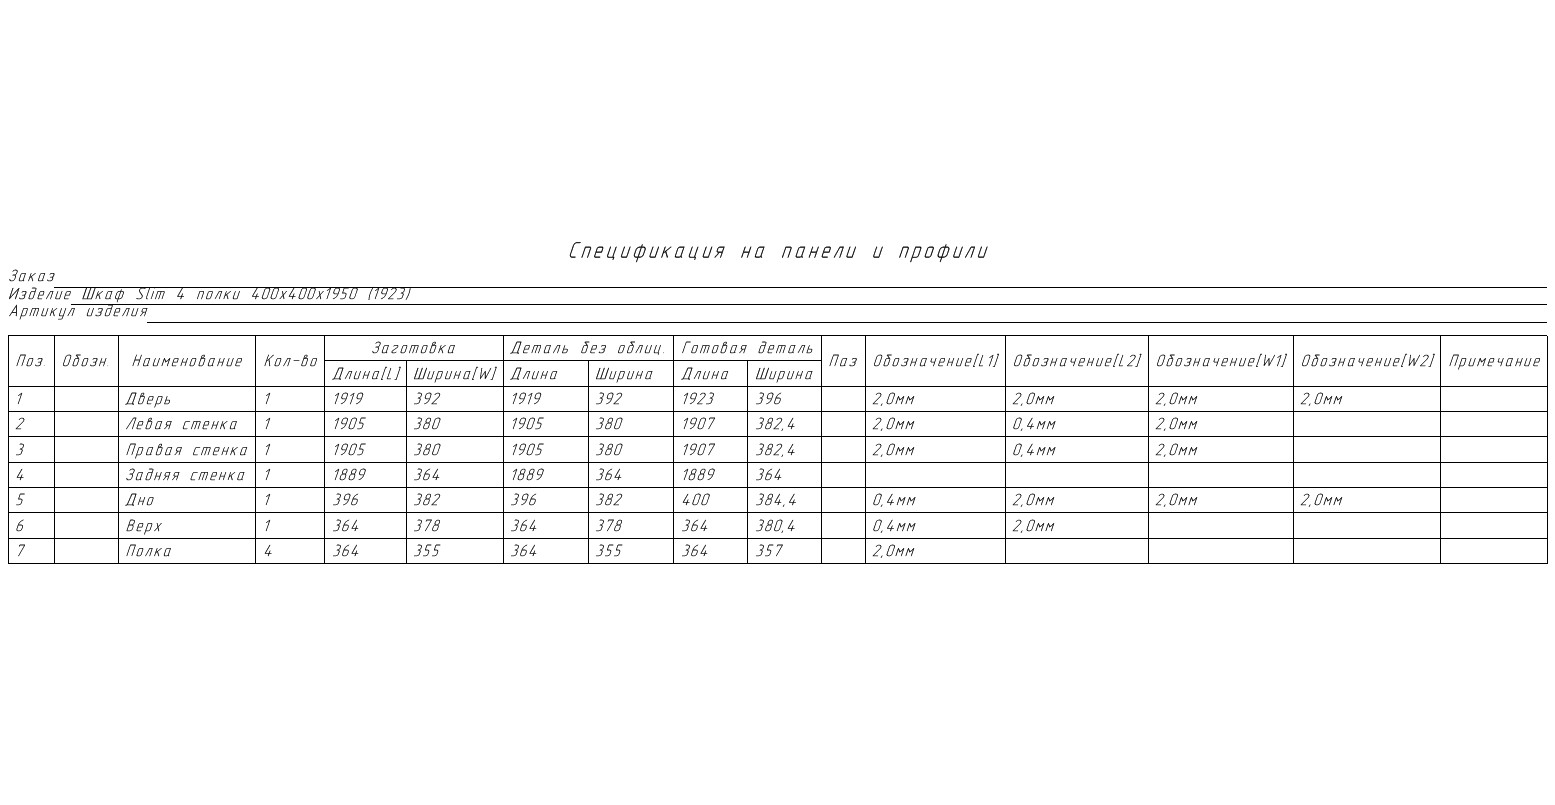 Спецификация на панели и профили
Заказ
Изделие Шкаф Slim 4 полки 400х400х1950 (1923)
Артикул изделия
Поз. Обозн. Наименование Кол-во Заготовка Деталь без облиц. Готовая деталь Паз Обозначение[L1] Обозначение[L2] Обозначение[W1] Обозначение[W2] Примечание
Длина[L] Ширина[W] Длина Ширина Длина Ширина
1 Дверь 1 1919 392 1919 392 1923 396 2,0мм 2,0мм 2,0мм 2,0мм
2 Левая стенка 1 1905 380 1905 380 1907 382,4 2,0мм 0,4мм 2,0мм
3 Правая стенка 1 1905 380 1905 380 1907 382,4 2,0мм 0,4мм 2,0мм
4 Задняя стенка 1 1889 364 1889 364 1889 364
5 Дно 1 396 382 396 382 400 384,4 0,4мм 2,0мм 2,0мм 2,0мм
6 Верх 1 364 378 364 378 364 380,4 0,4мм 2,0мм
7 Полка 4 364 355 364 355 364 357 2,0мм